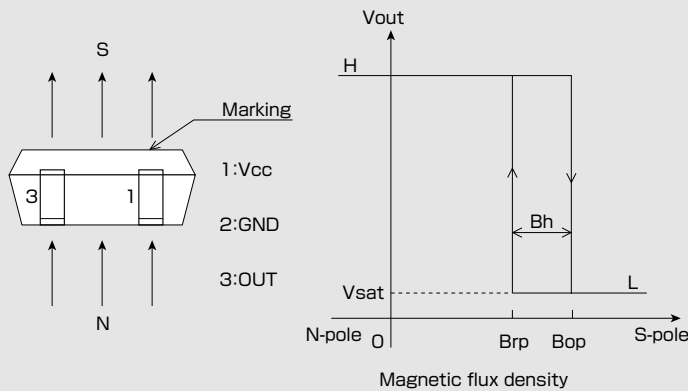 S
Marking
3
1
N
1:Vcc
2:GND
3:OUT
Vout
H
Bh
L
Vsat
N-pole
O
Brp
Bop
S-pole
Magnetic flux density